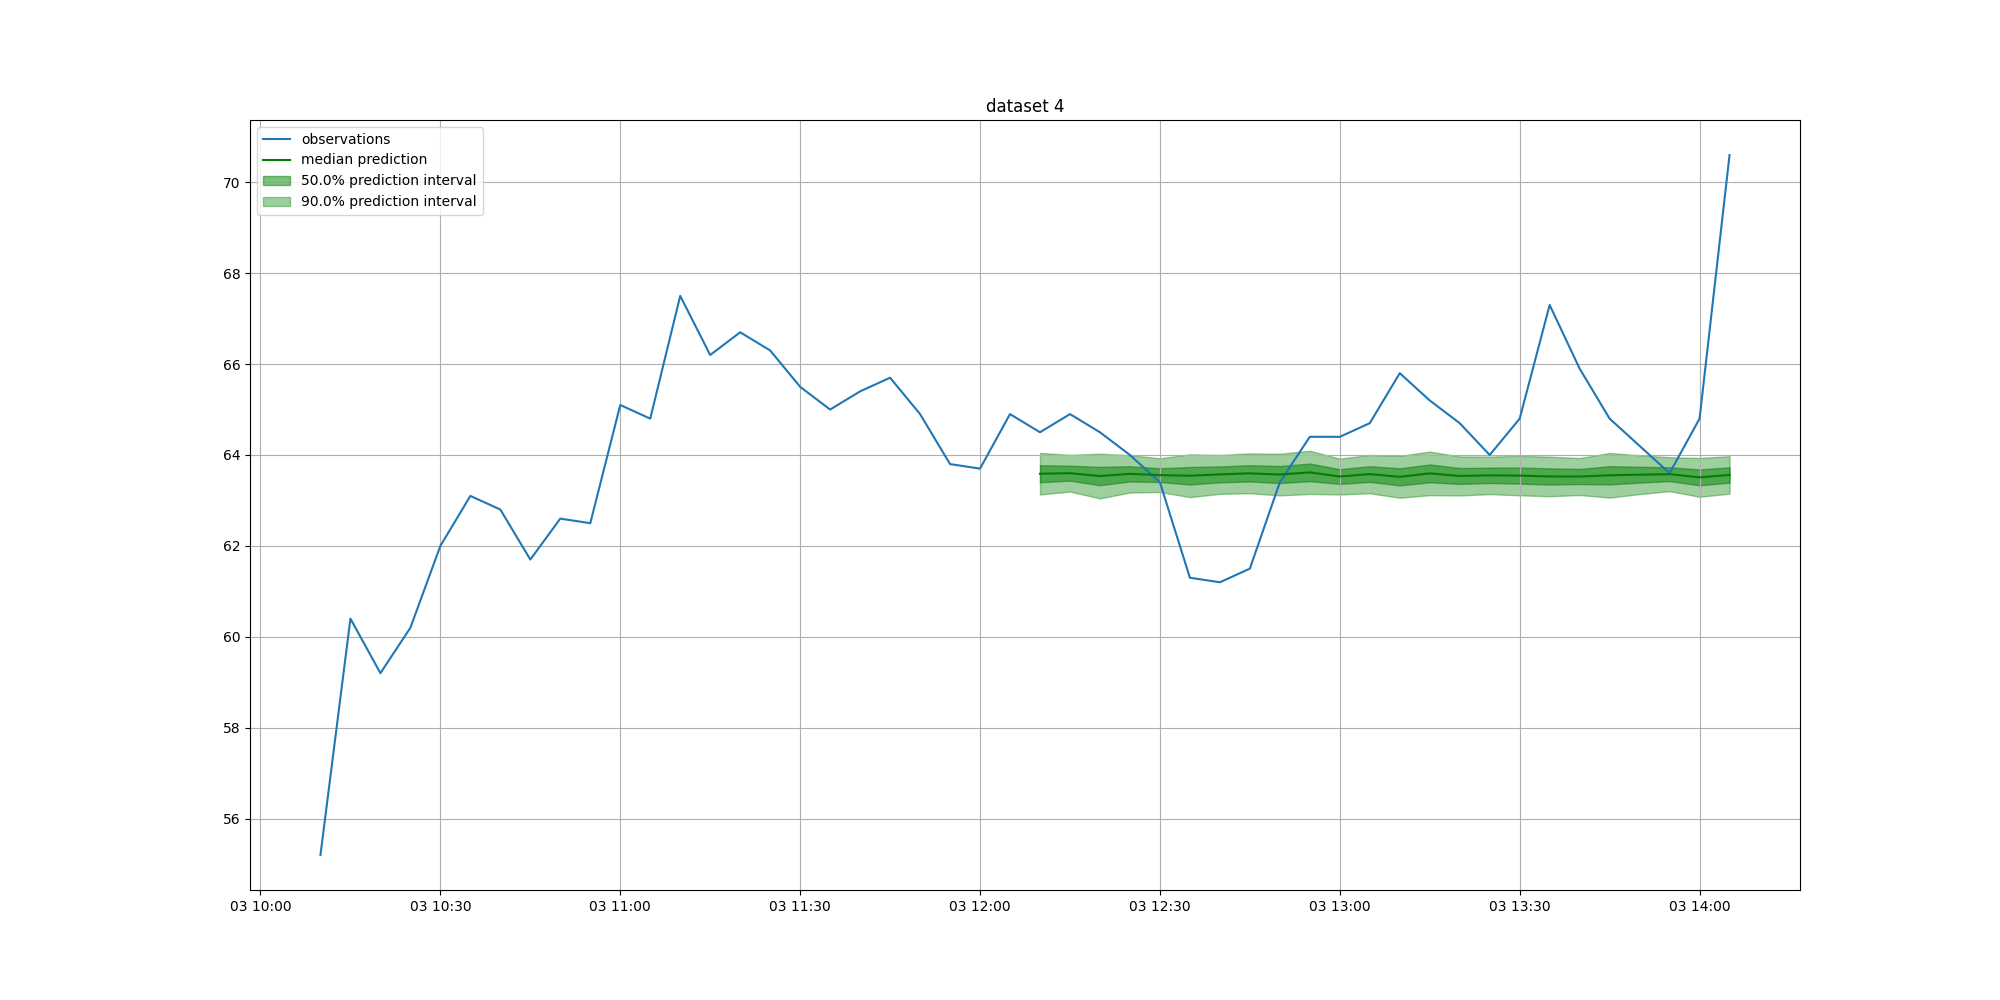 dataset 4
observations
median prediction
50.0% prediction interval
90.0% prediction interval
70
68
66
64
62
60
58
56
03 10:00 03 10:30 03 11:00 03 11:30 03 12:00 03 12:30 03 13:00 03 13:30 03 14:00